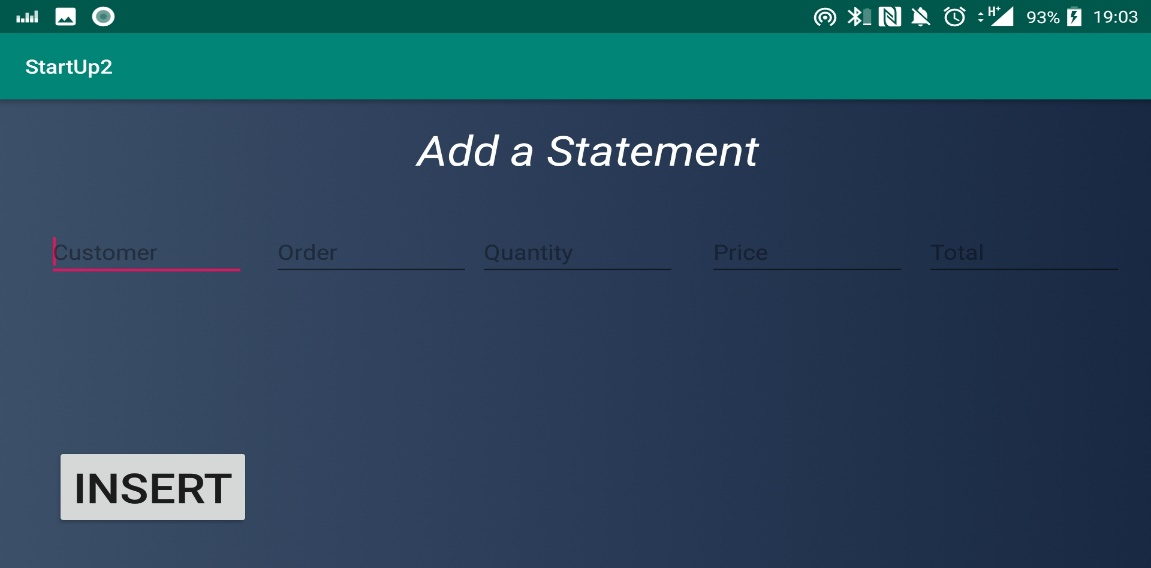 H+ 93% 19:03
StartUp2
Add a Statement
Customer Order Quantity Price Total
INSERT